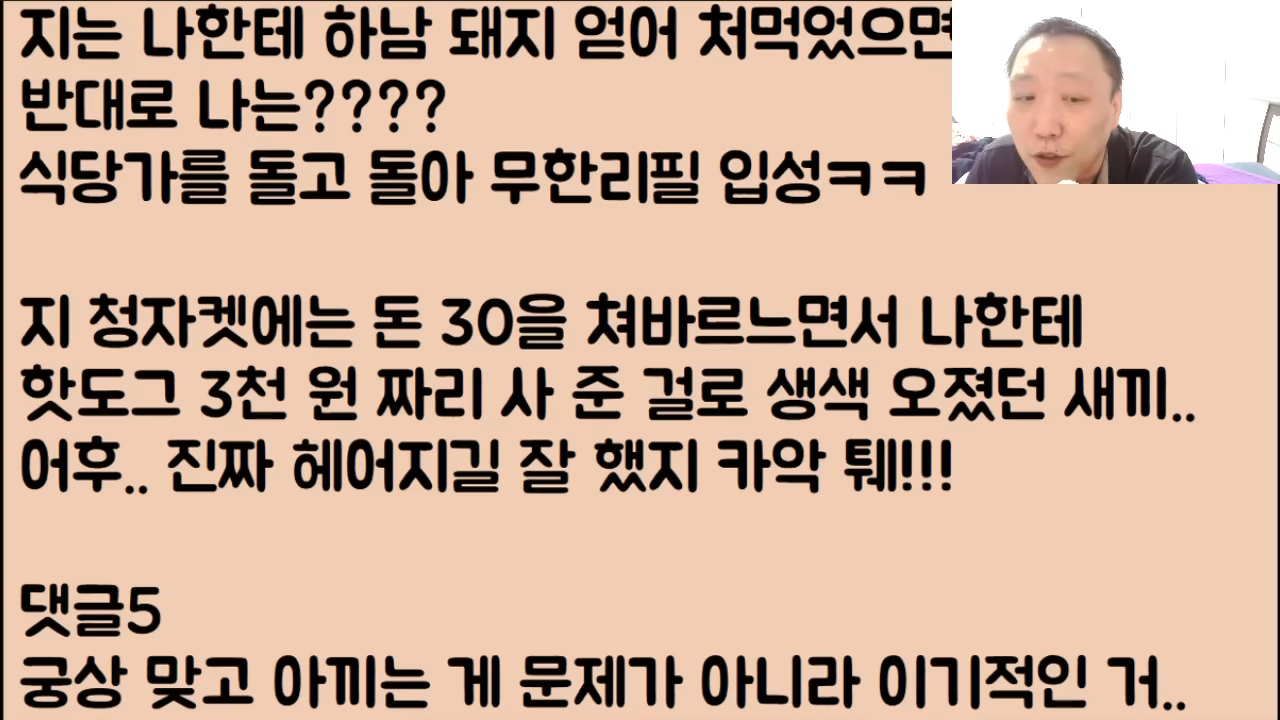 지는 나한테 하남 돼지 얻어 처먹었으면
반대로 나는????
식당가를 돌고 돌아 무한리필 입성ㅋㅋ
지 청자켓에는 돈 30을 쳐바르느면서 나한테
핫도그 3천 원 짜리 사 준 걸로 생색 오졌던 새끼..
어후.. 진짜 헤어지길 잘 했지 카악 퉤!!!
댓글5
궁상 맞고 아끼는 게 문제가 아니라 이기적인 거..